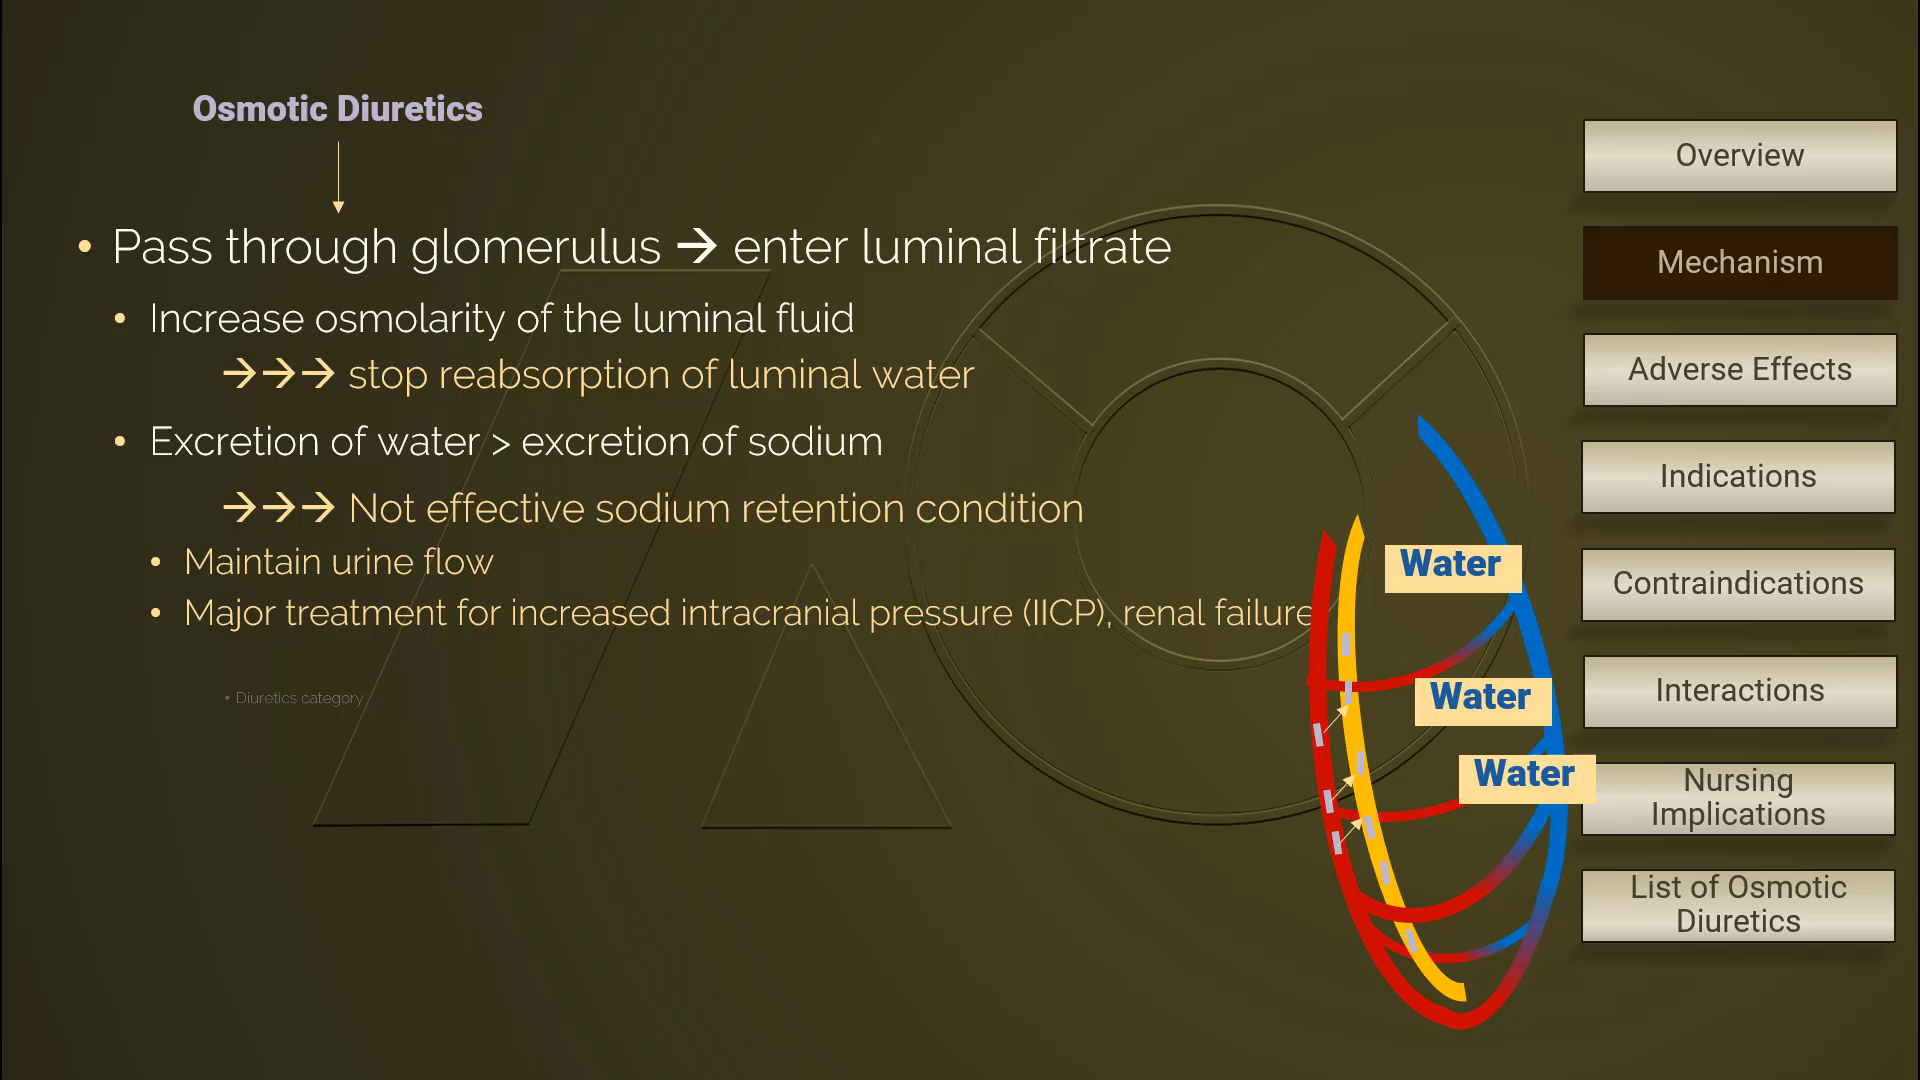 Osmotic Diuretics
• Pass through glomerulus → enter luminal filtrate
• Increase osmolarity of the luminal fluid
→→→ stop reabsorption of luminal water
• Excretion of water > excretion of sodium
→→→ Not effective sodium retention condition
• Maintain urine flow
• Major treatment for increased intracranial pressure (IICP), renal failure
• Diuretics category
Water
Water
Water
Overview
Mechanism
Adverse Effects
Indications
Contraindications
Interactions
Nursing
Implications
List of Osmotic
Diuretics